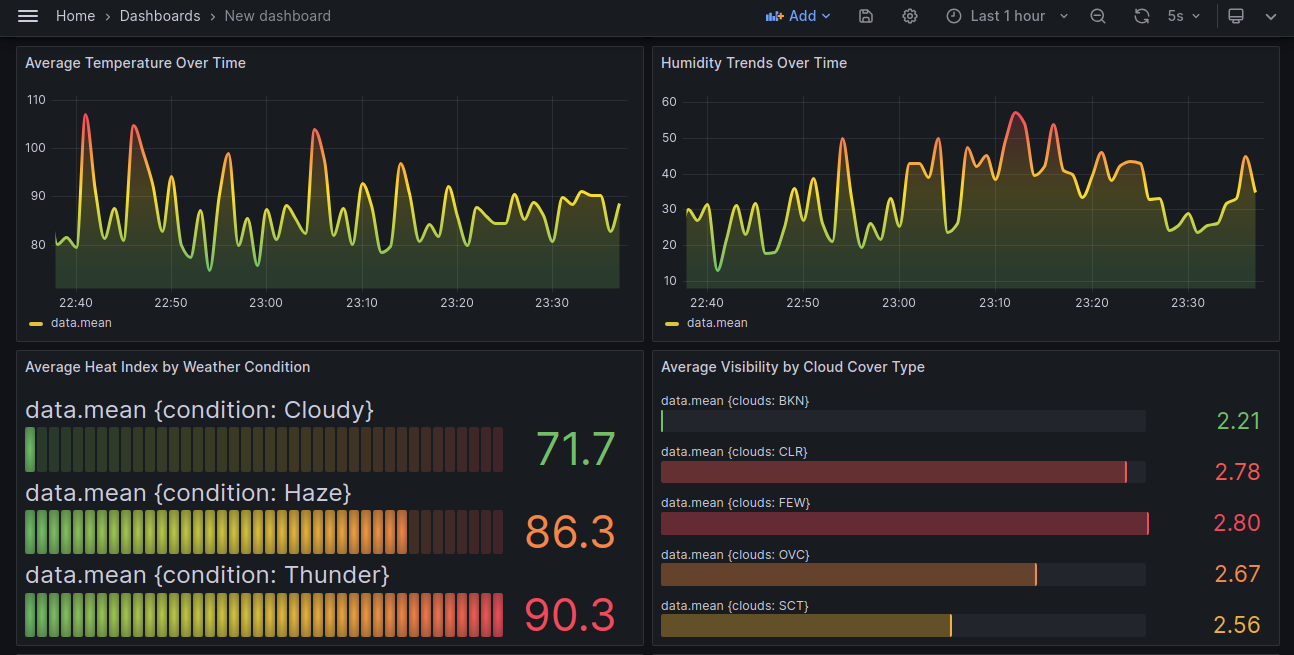 Home › Dashboards › New dashboard Add Last 1 hour 5s
Average Temperature Over Time
110
100
90
80
22:40 22:50 23:00 23:10 23:20 23:30
data.mean
Humidity Trends Over Time
60
50
40
30
20
10
22:40 22:50 23:00 23:10 23:20 23:30
data.mean
Average Heat Index by Weather Condition
data.mean {condition: Cloudy}
71.7
data.mean {condition: Haze}
86.3
data.mean {condition: Thunder}
90.3
Average Visibility by Cloud Cover Type
data.mean {clouds: BKN}
2.21
data.mean {clouds: CLR}
2.78
data.mean {clouds: FEW}
2.80
data.mean {clouds: OVC}
2.67
data.mean {clouds: SCT}
2.56